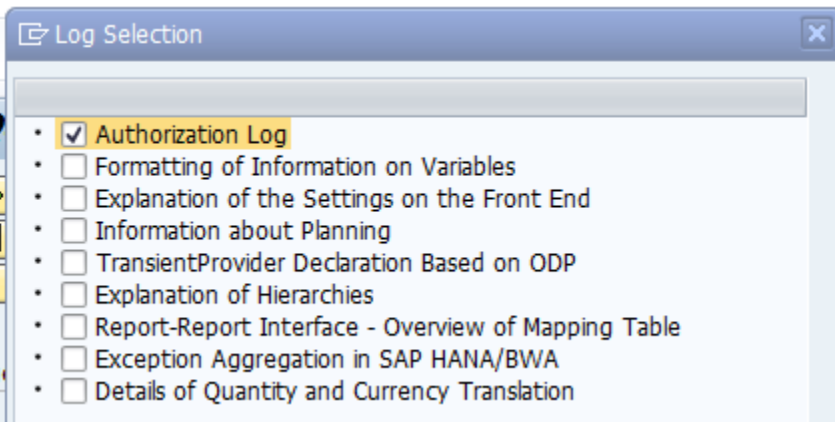 Log Selection
Authorization Log
Formatting of Information on Variables
Explanation of the Settings on the Front End
Information about Planning
TransientProvider Declaration Based on ODP
Explanation of Hierarchies
Report-Report Interface - Overview of Mapping Table
Exception Aggregation in SAP HANA/BWA
Details of Quantity and Currency Translation